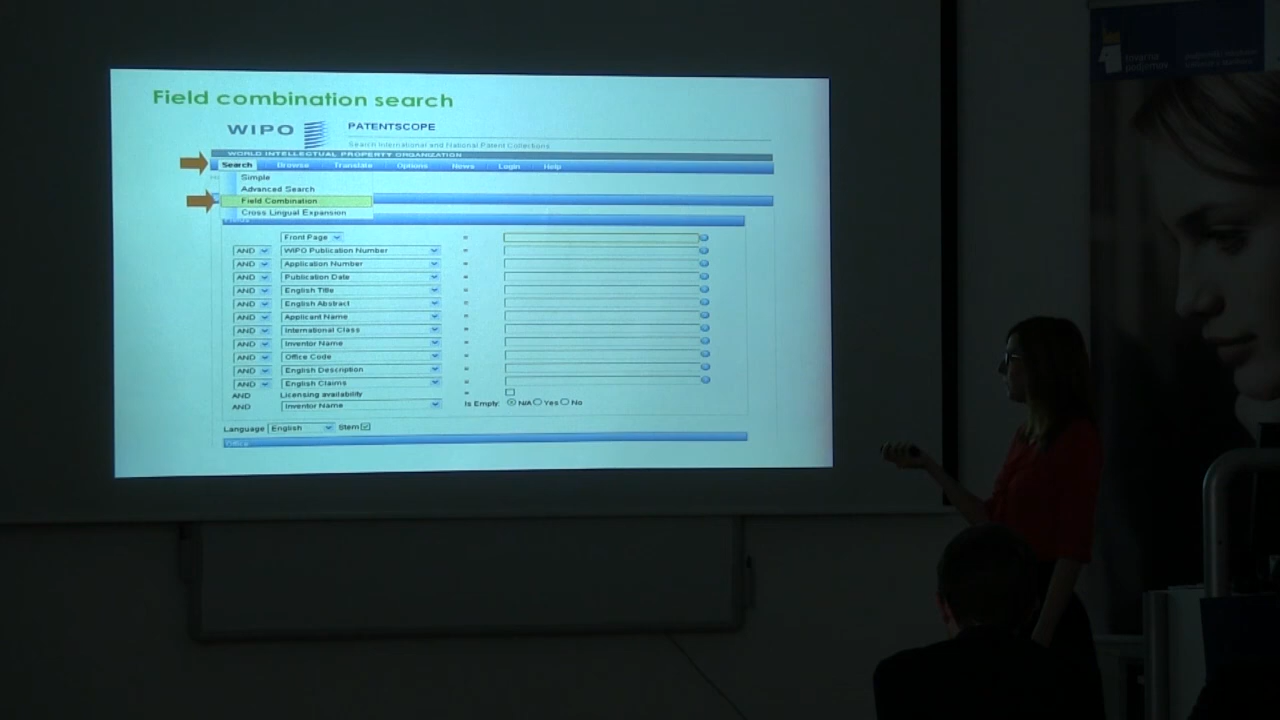 Field combination search
WIPO
PATENTSCOPE
Search International and National Patent Collections
WORLD INTELLECTUAL PROPERTY ORGANIZATION
Search Browse Translate Options News Login Help
Simple
Advanced Search
Field Combination
Cross Lingual Expansion
Front Page =
AND WIPO Publication Number =
AND Application Number =
AND Publication Date =
AND English Title =
AND English Abstract =
AND Applicant Name =
AND International Class =
AND Inventor Name =
AND Office Code =
AND English Description =
AND English Claims =
AND Licensing availability =
AND Inventor Name Is Empty: N/A Yes No
Language English Stem
Office